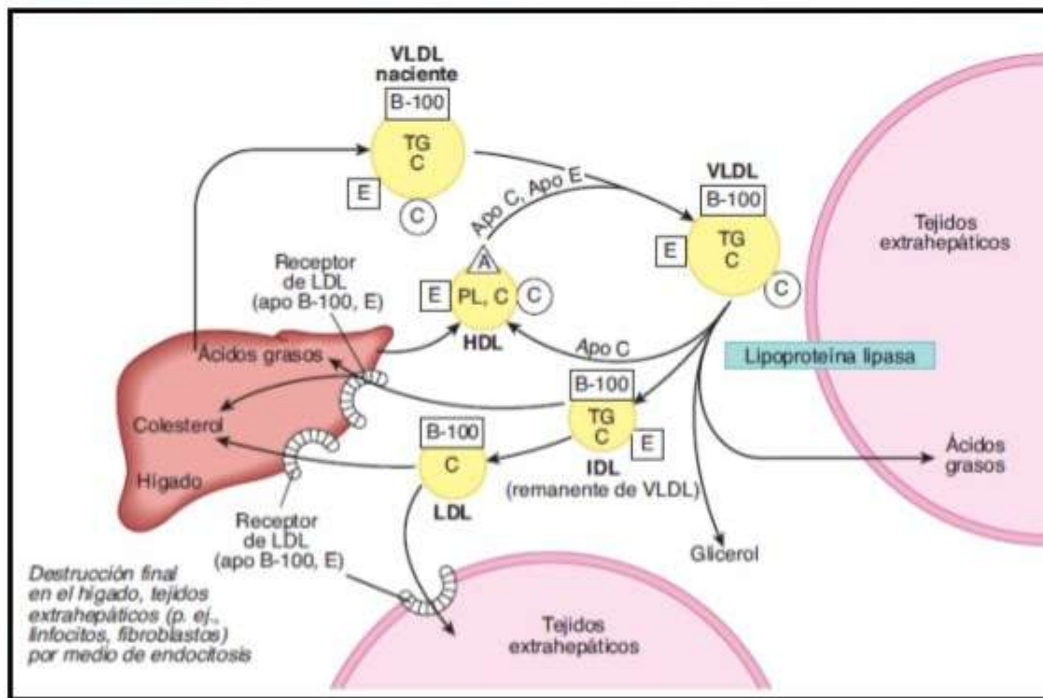 VLDL
naciente
B-100
TG
C
E
C
Apo C, Apo E
VLDL
B-100
TG
C
E
C
Tejidos
extrahepáticos
Receptor
de LDL
(apo B-100, E)
A
E
PL, C
C
HDL
Apo C
Lipoproteína lipasa
Ácidos grasos
Colesterol
Hígado
B-100
TG
C
E
IDL
(remanente de VLDL)
B-100
C
LDL
Ácidos
grasos
Glicerol
Receptor
de LDL
(apo B-100, E)
Destrucción final
en el hígado, tejidos
extrahepáticos (p. ej.,
linfocitos, fibroblastos)
por medio de endocitosis
Tejidos
extrahepáticos